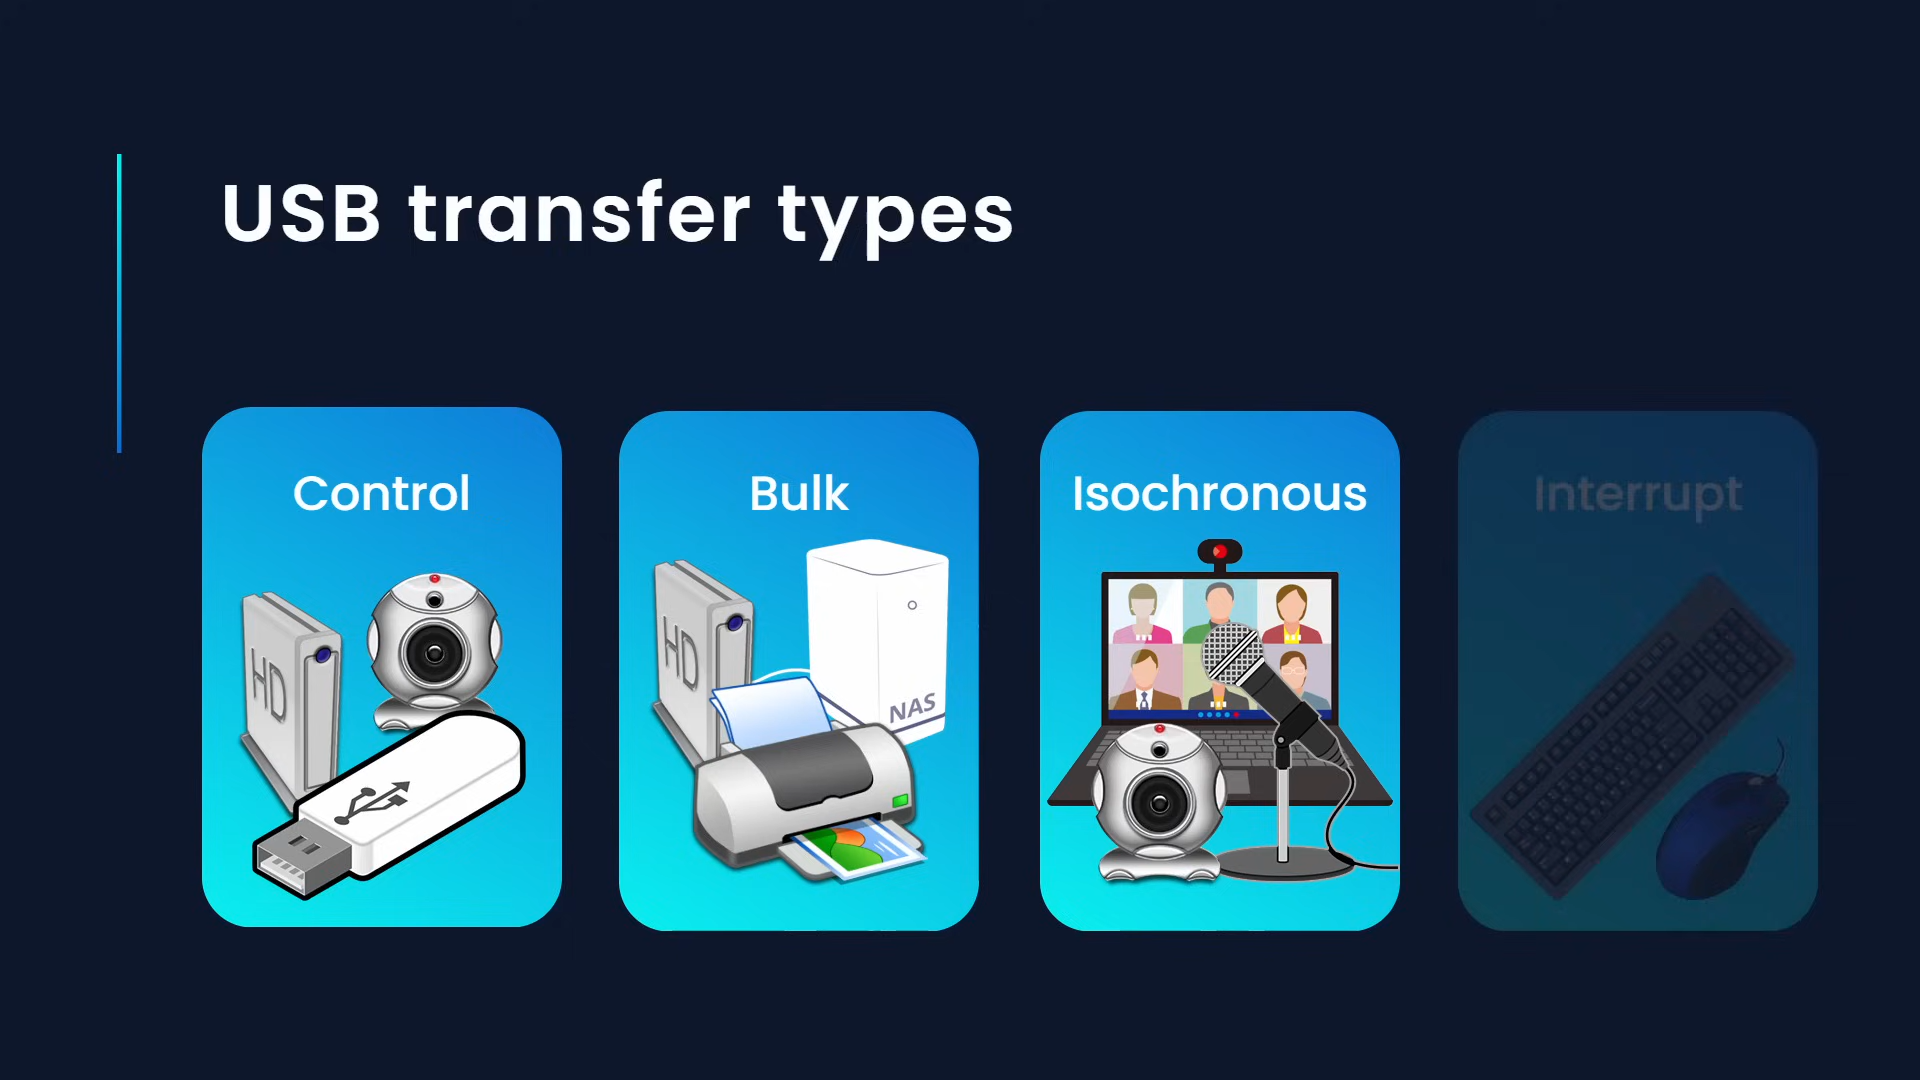 USB transfer types
Control
Bulk
Isochronous
Interrupt
HD
HD
NAS